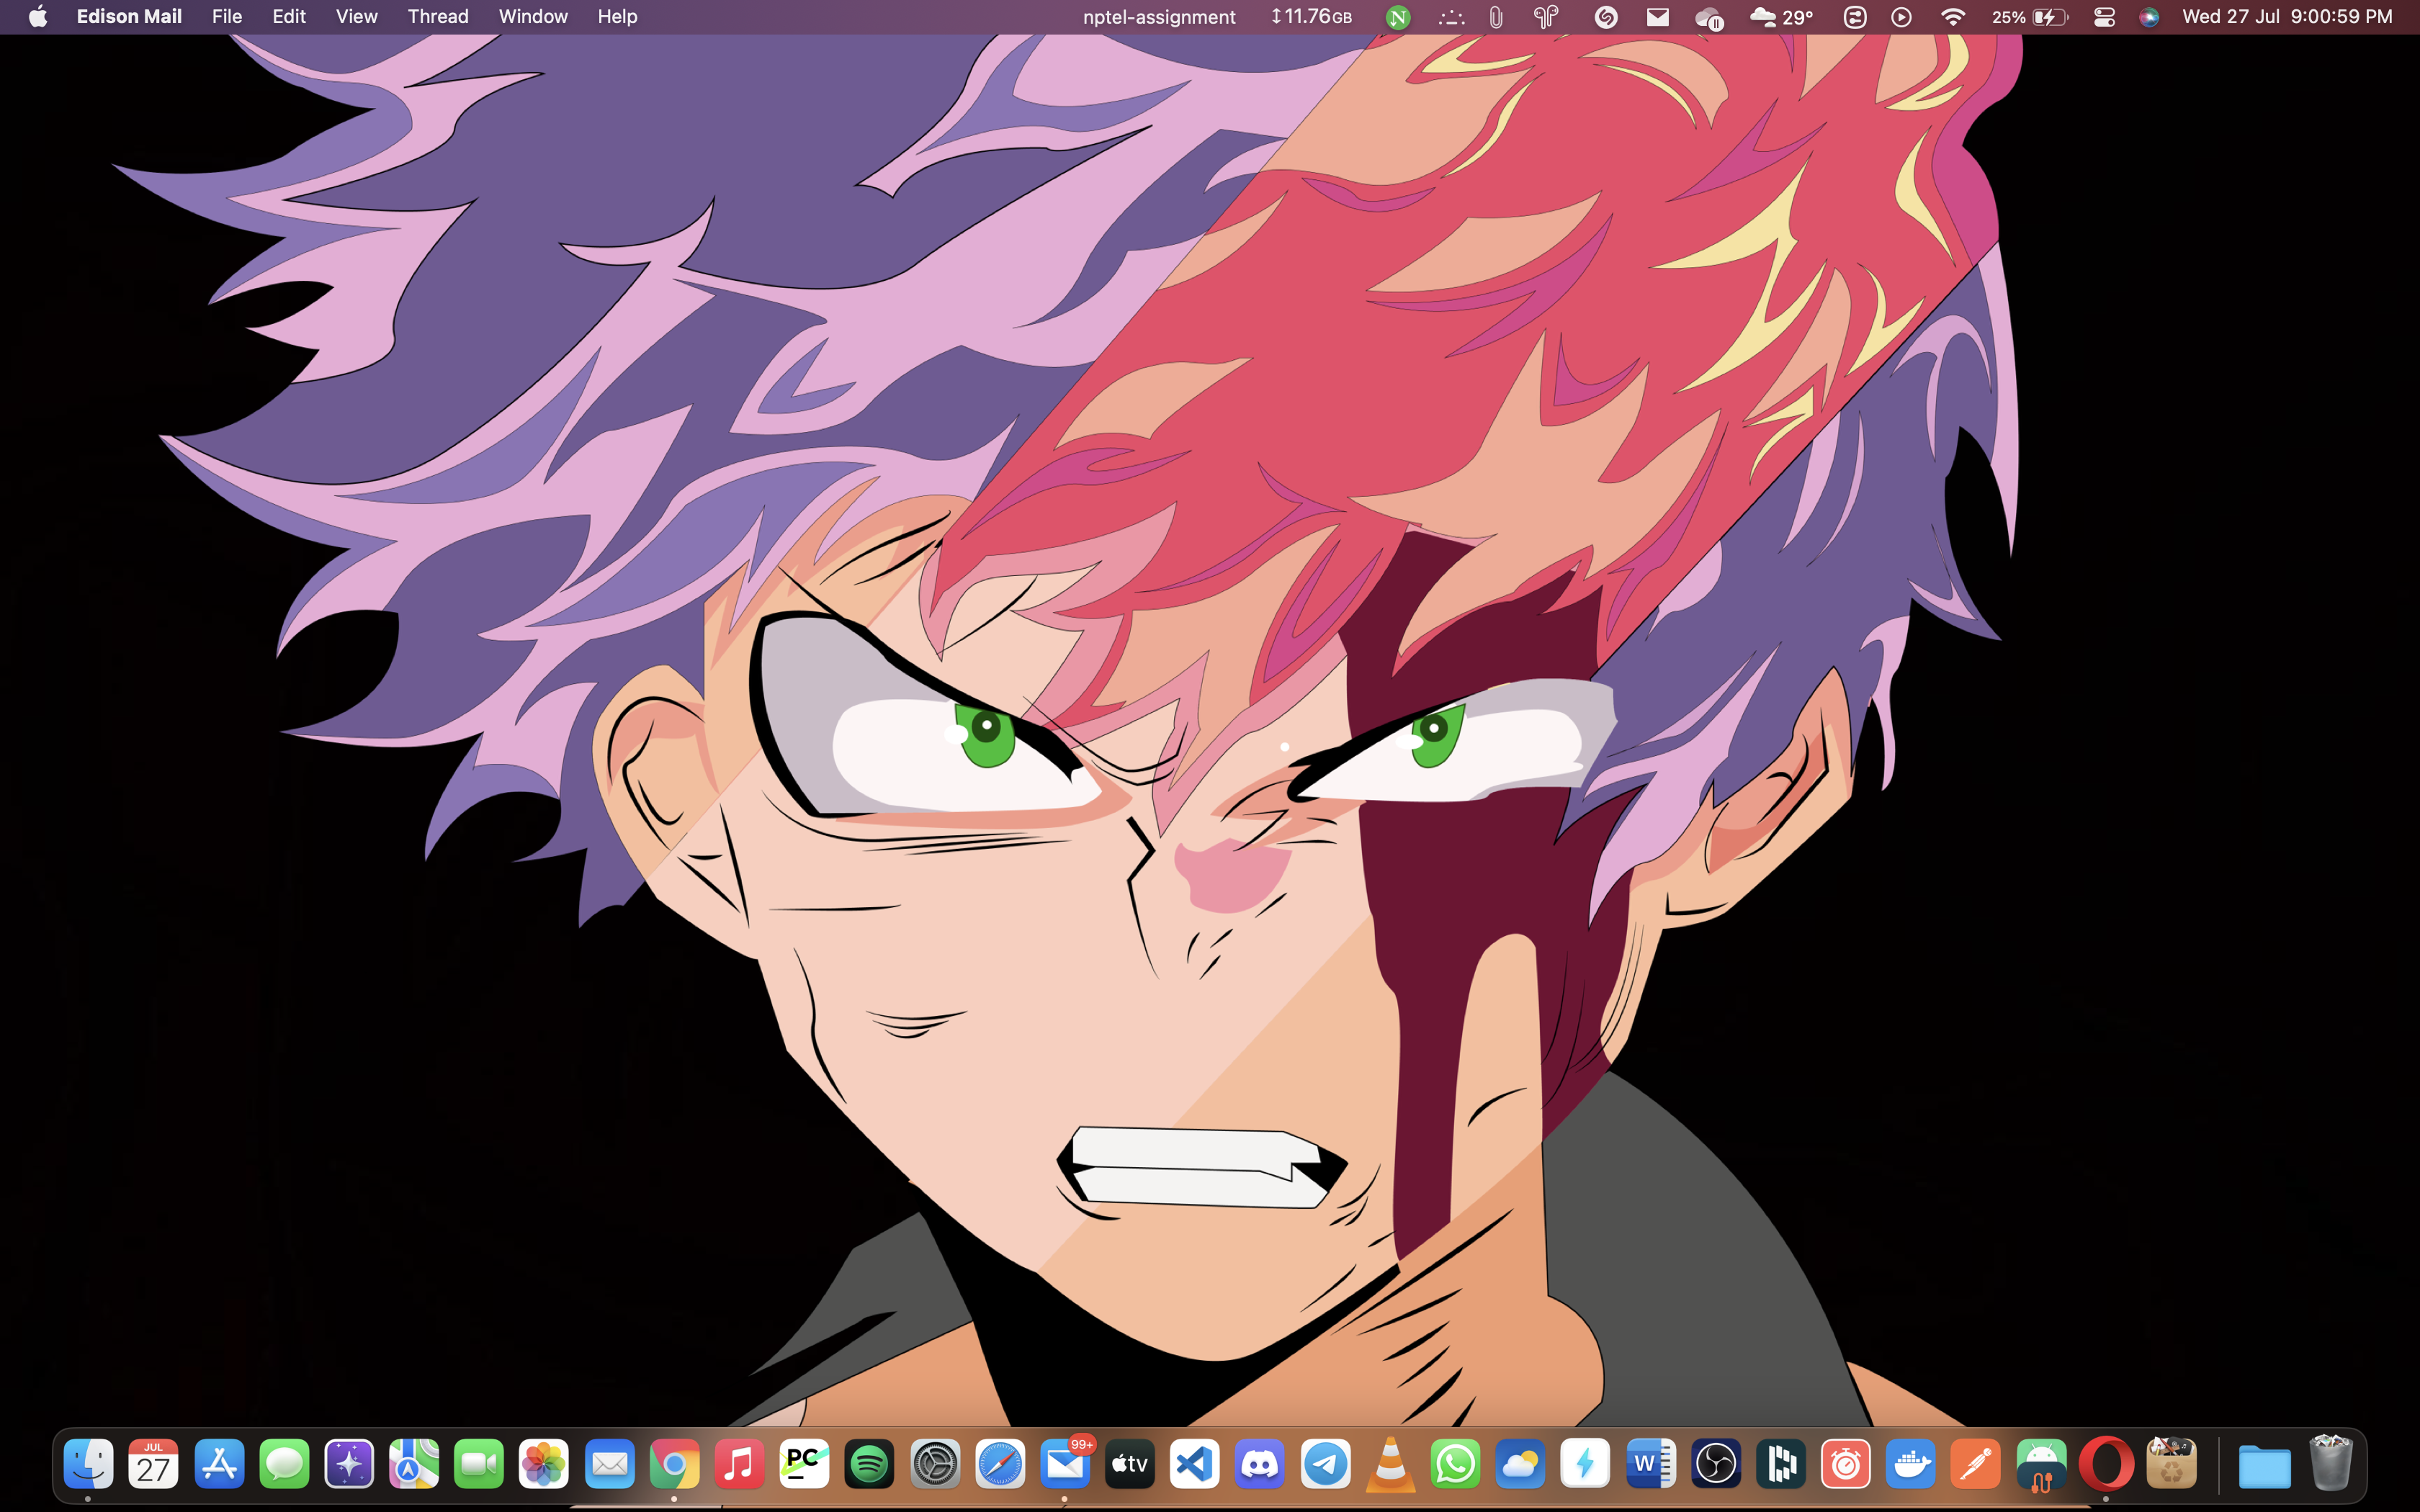 Edison Mail File Edit View Thread Window Help nptel-assignment ↕11.76GB N 29° 25% Wed 27 Jul 9:00:59 PM
JUL
27
PC
99+
tv
W